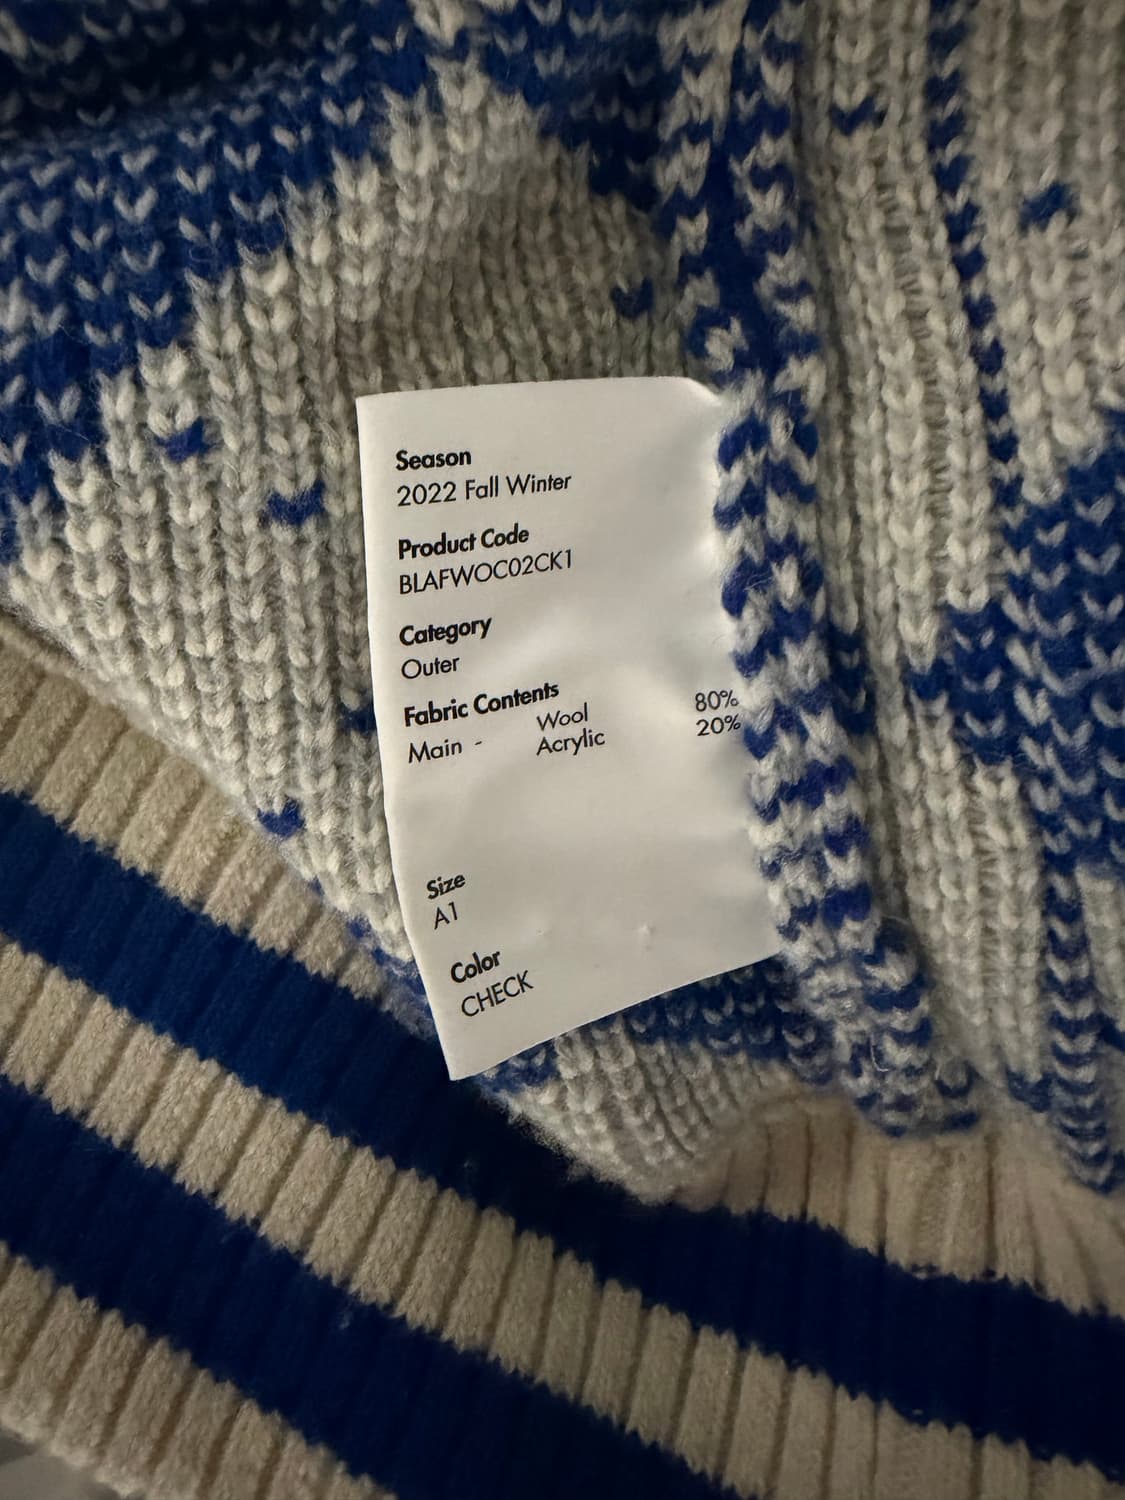 Season
2022 Fall Winter
Product Code
BLAFWOC02CK1
Category
Outer
Fabric Contents
Main - Wool 80%
Acrylic 20%
Size
A1
Color
CHECK